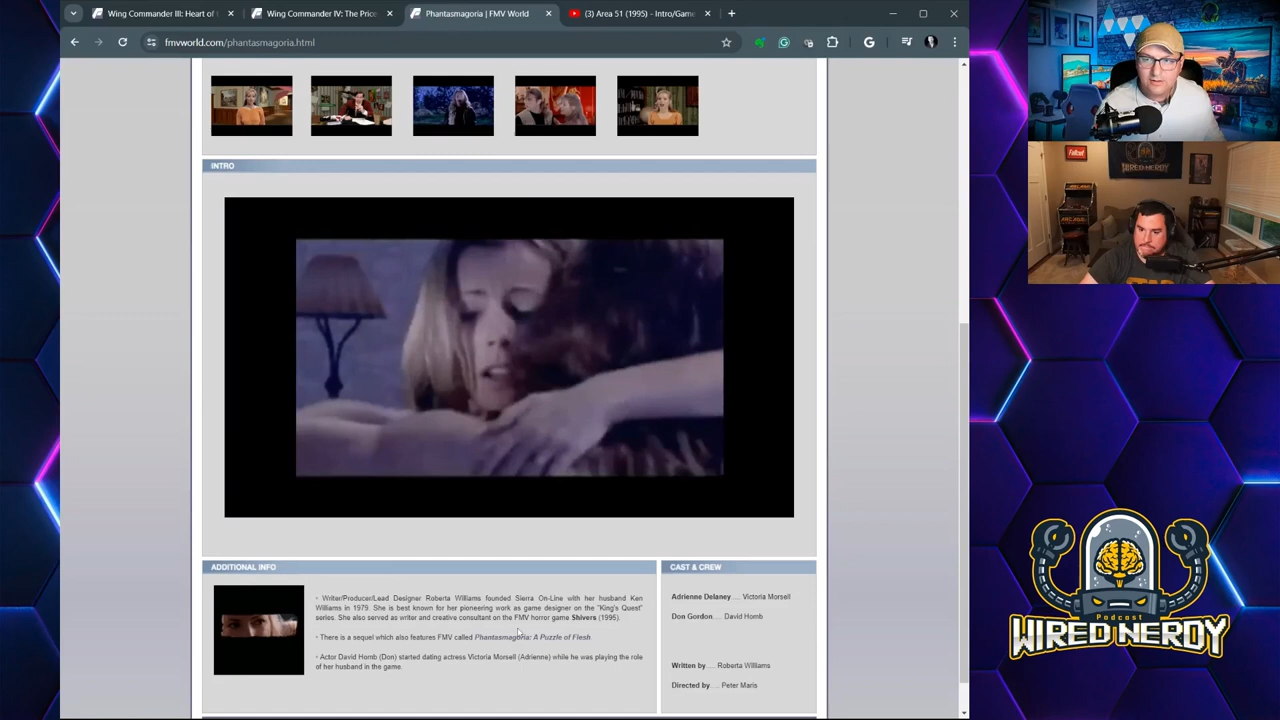 Wing Commander III: Heart of
Wing Commander IV: The Price
Phantasmagoria | FMV World
(3) Area 51 (1995) - Intro/Game
fmvworld.com/phantasmagoria.html
INTRO
ADDITIONAL INFO
• Writer/Producer/Lead Designer Roberta Williams founded Sierra On-Line with her husband Ken
Williams in 1979. She is best known for her pioneering work as game designer on the "King's Quest"
series. She also served as writer and creative consultant on the FMV horror game Shivers (1995).
• There is a sequel which also features FMV called Phantasmagoria: A Puzzle of Flesh
• Actor David Homb (Don) started dating actress Victoria Morsell (Adrienne) while he was playing the role
of her husband in the game.
CAST & CREW
Adrienne Delaney..... Victoria Morsell
Don Gordon..... David Homb
Written by..... Roberta Williams
Directed by..... Peter Maris
Fallout
WIRED NERDY
ARCADE
Podcast
WIRED NERDY